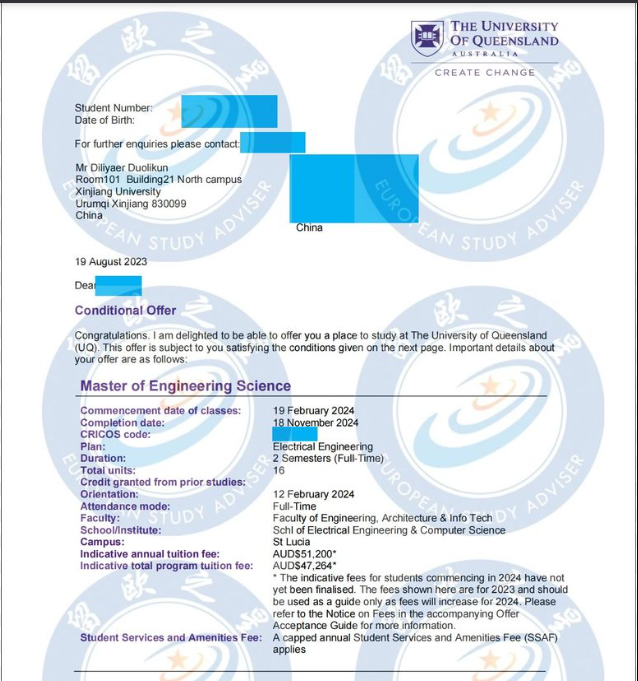 THE UNIVERSITY
OF QUEENSLAND
AUSTRALIA
CREATE CHANGE
Student Number:
Date of Birth:
For further enquiries please contact:
Mr Diliyaer Duolikun
Room101 Building21 North campus
Xinjiang University
Urumqi Xinjiang 830099
China
China
19 August 2023
Dear
Conditional Offer
Congratulations. I am delighted to be able to offer you a place to study at The University of Queensland
(UQ). This offer is subject to you satisfying the conditions given on the next page. Important details about
your offer are as follows:
Master of Engineering Science
Commencement date of classes: 19 February 2024
Completion date: 18 November 2024
CRICOS code:
Plan: Electrical Engineering
Duration: 2 Semesters (Full-Time)
Total units: 16
Credit granted from prior studies:
Orientation: 12 February 2024
Attendance mode: Full-Time
Faculty: Faculty of Engineering, Architecture & Info Tech
School/Institute: Schl of Electrical Engineering & Computer Science
Campus: St Lucia
Indicative annual tuition fee: AUD$51,200*
Indicative total program tuition fee: AUD$47,264*
* The indicative fees for students commencing in 2024 have not
yet been finalised. The fees shown here are for 2023 and should
be used as a guide only as fees will increase for 2024. Please
refer to the Notice on Fees in the accompanying Offer
Acceptance Guide for more information.
Student Services and Amenities Fee: A capped annual Student Services and Amenities Fee (SSAF)
applies
EUROPEAN STUDY ADVISER
EUROPEAN STUDY ADVISER
EUROPEAN STUDY ADVISER
EUROPEAN STUDY ADVISER